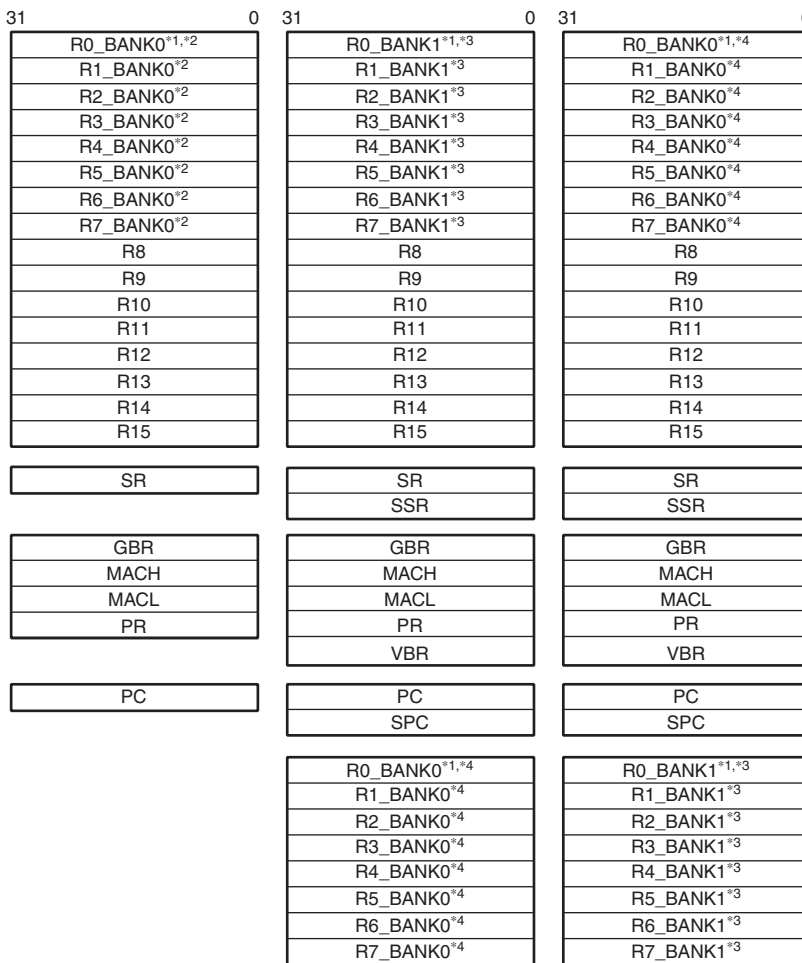 31 0 31 0 31
R0_BANK0*1,*2 R0_BANK1*1,*3 R0_BANK0*1,*4
R1_BANK0*2 R1_BANK1*3 R1_BANK0*4
R2_BANK0*2 R2_BANK1*3 R2_BANK0*4
R3_BANK0*2 R3_BANK1*3 R3_BANK0*4
R4_BANK0*2 R4_BANK1*3 R4_BANK0*4
R5_BANK0*2 R5_BANK1*3 R5_BANK0*4
R6_BANK0*2 R6_BANK1*3 R6_BANK0*4
R7_BANK0*2 R7_BANK1*3 R7_BANK0*4
R8 R8 R8
R9 R9 R9
R10 R10 R10
R11 R11 R11
R12 R12 R12
R13 R13 R13
R14 R14 R14
R15 R15 R15
SR SR SR
SSR SSR
GBR GBR GBR
MACH MACH MACH
MACL MACL MACL
PR PR PR
VBR VBR
PC PC PC
SPC SPC
R0_BANK0*1,*4 R0_BANK1*1,*3
R1_BANK0*4 R1_BANK1*3
R2_BANK0*4 R2_BANK1*3
R3_BANK0*4 R3_BANK1*3
R4_BANK0*4 R4_BANK1*3
R5_BANK0*4 R5_BANK1*3
R6_BANK0*4 R6_BANK1*3
R7_BANK0*4 R7_BANK1*3